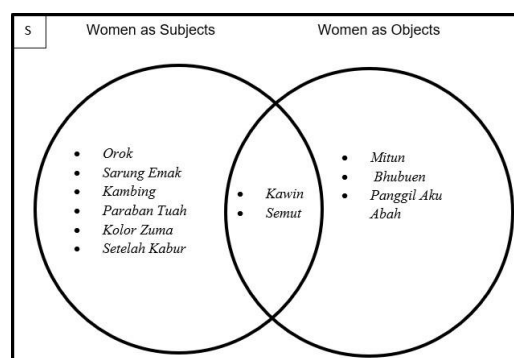 S
Women as Subjects
Women as Objects
• Orok
• Sarung Emak
• Kambing
• Paraban Tuah
• Kolor Zuma
• Setelah Kabur
• Kawin
• Semut
• Mitun
• Bhubuen
• Panggil Aku
Abah